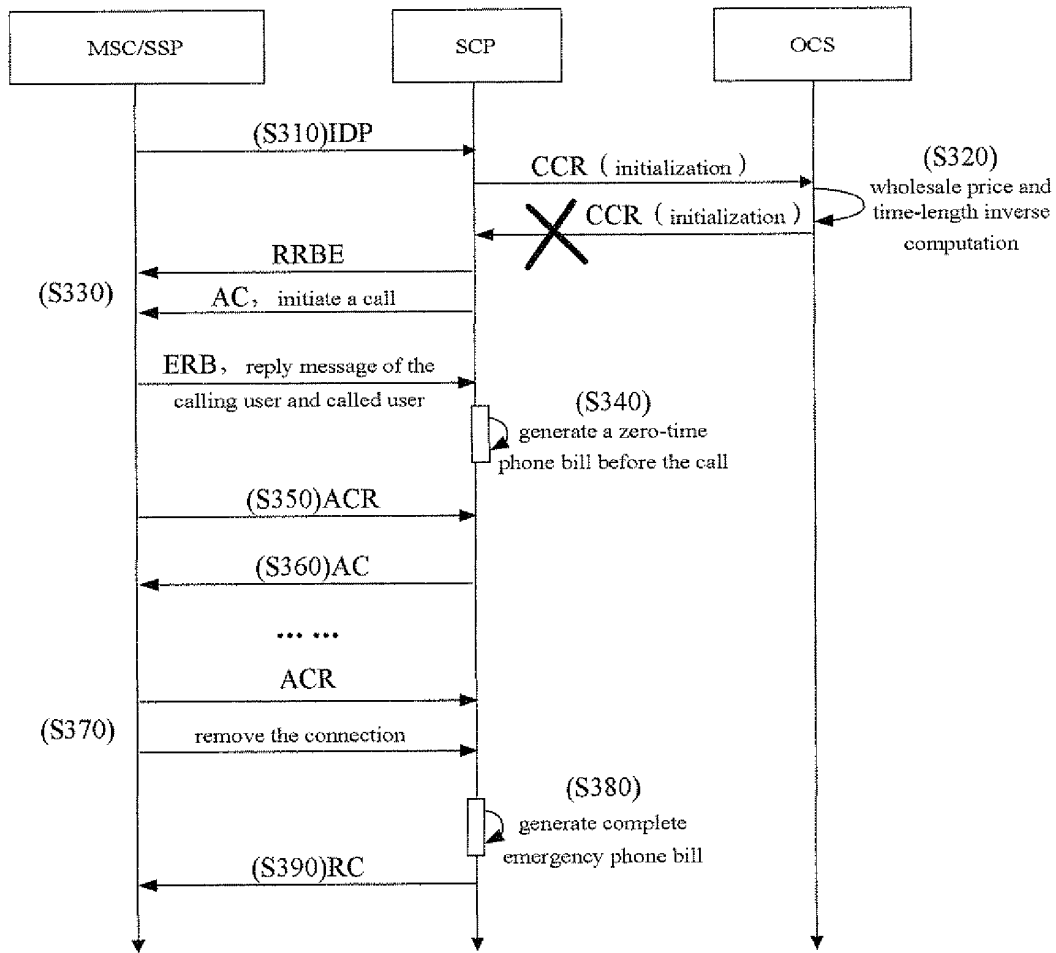 MSC/SSP
SCP
OCS
(S310)IDP
CCR ( initialization )
(S320)
wholesale price and
time-length inverse
computation
CCR ( initialization )
RRBE
(S330)
AC, initiate a call
ERB, reply message of the
calling user and called user
(S340)
generate a zero-time
phone bill before the call
(S350)ACR
(S360)AC
... ...
ACR
(S370)
remove the connection
(S380)
generate complete
emergency phone bill
(S390)RC